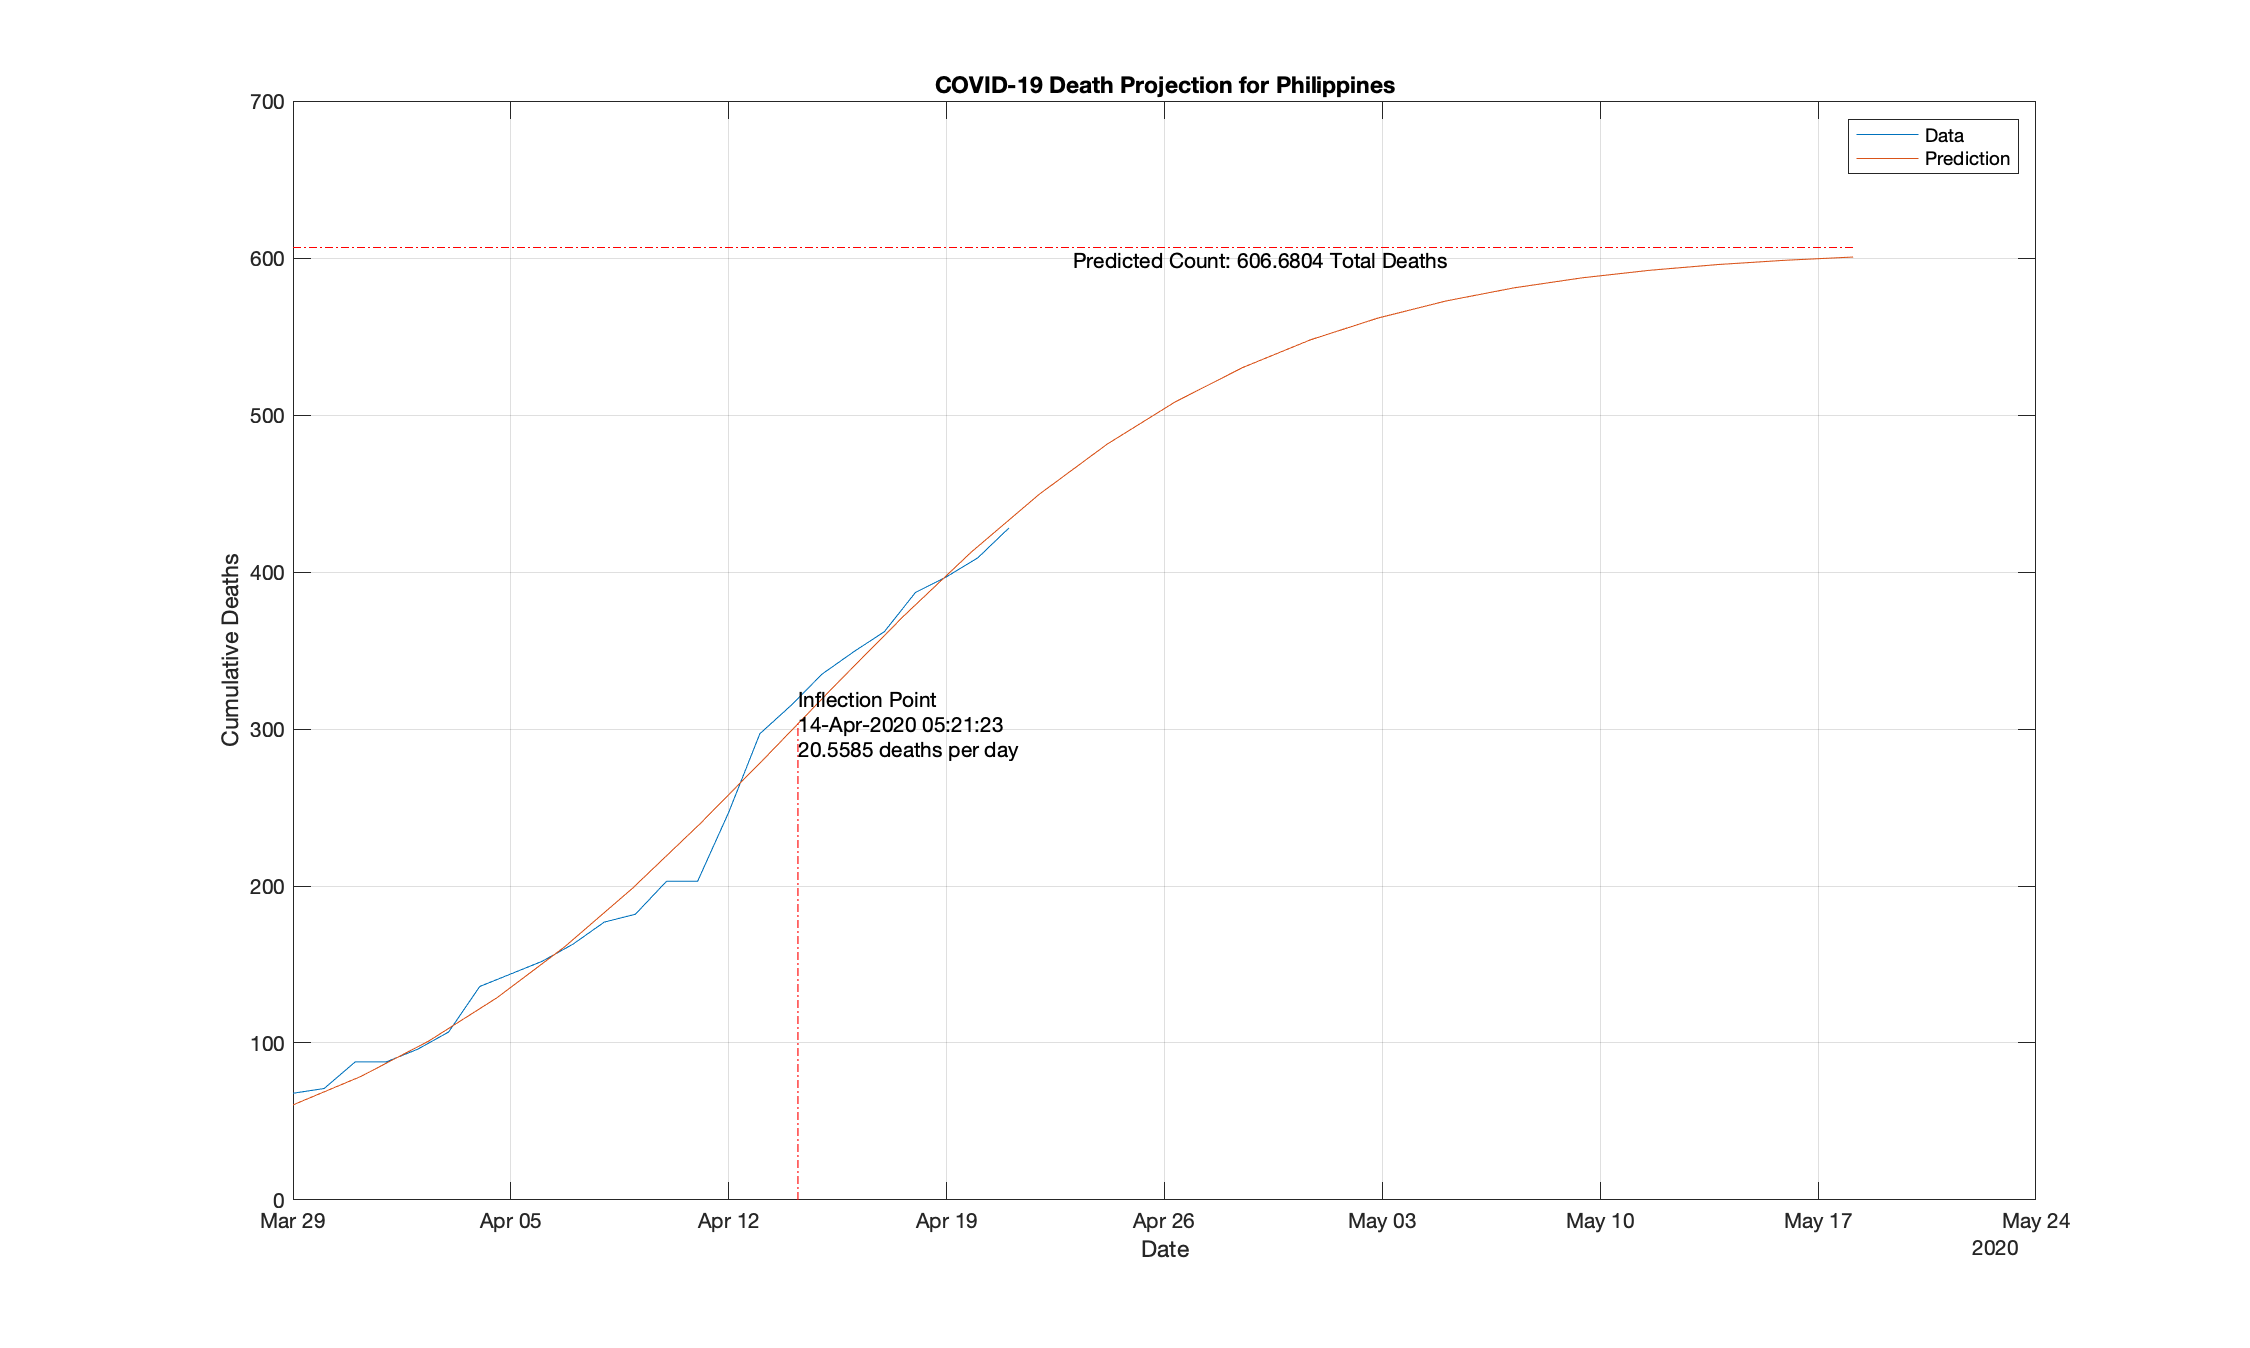 COVID-19 Death Projection for Philippines
Data
Prediction
Predicted Count: 606.6804 Total Deaths
Inflection Point
14-Apr-2020 05:21:23
20.5585 deaths per day
Cumulative Deaths
700
600
500
400
300
200
100
0
Mar 29 Apr 05 Apr 12 Apr 19 Apr 26 May 03 May 10 May 17 May 24
2020
Date